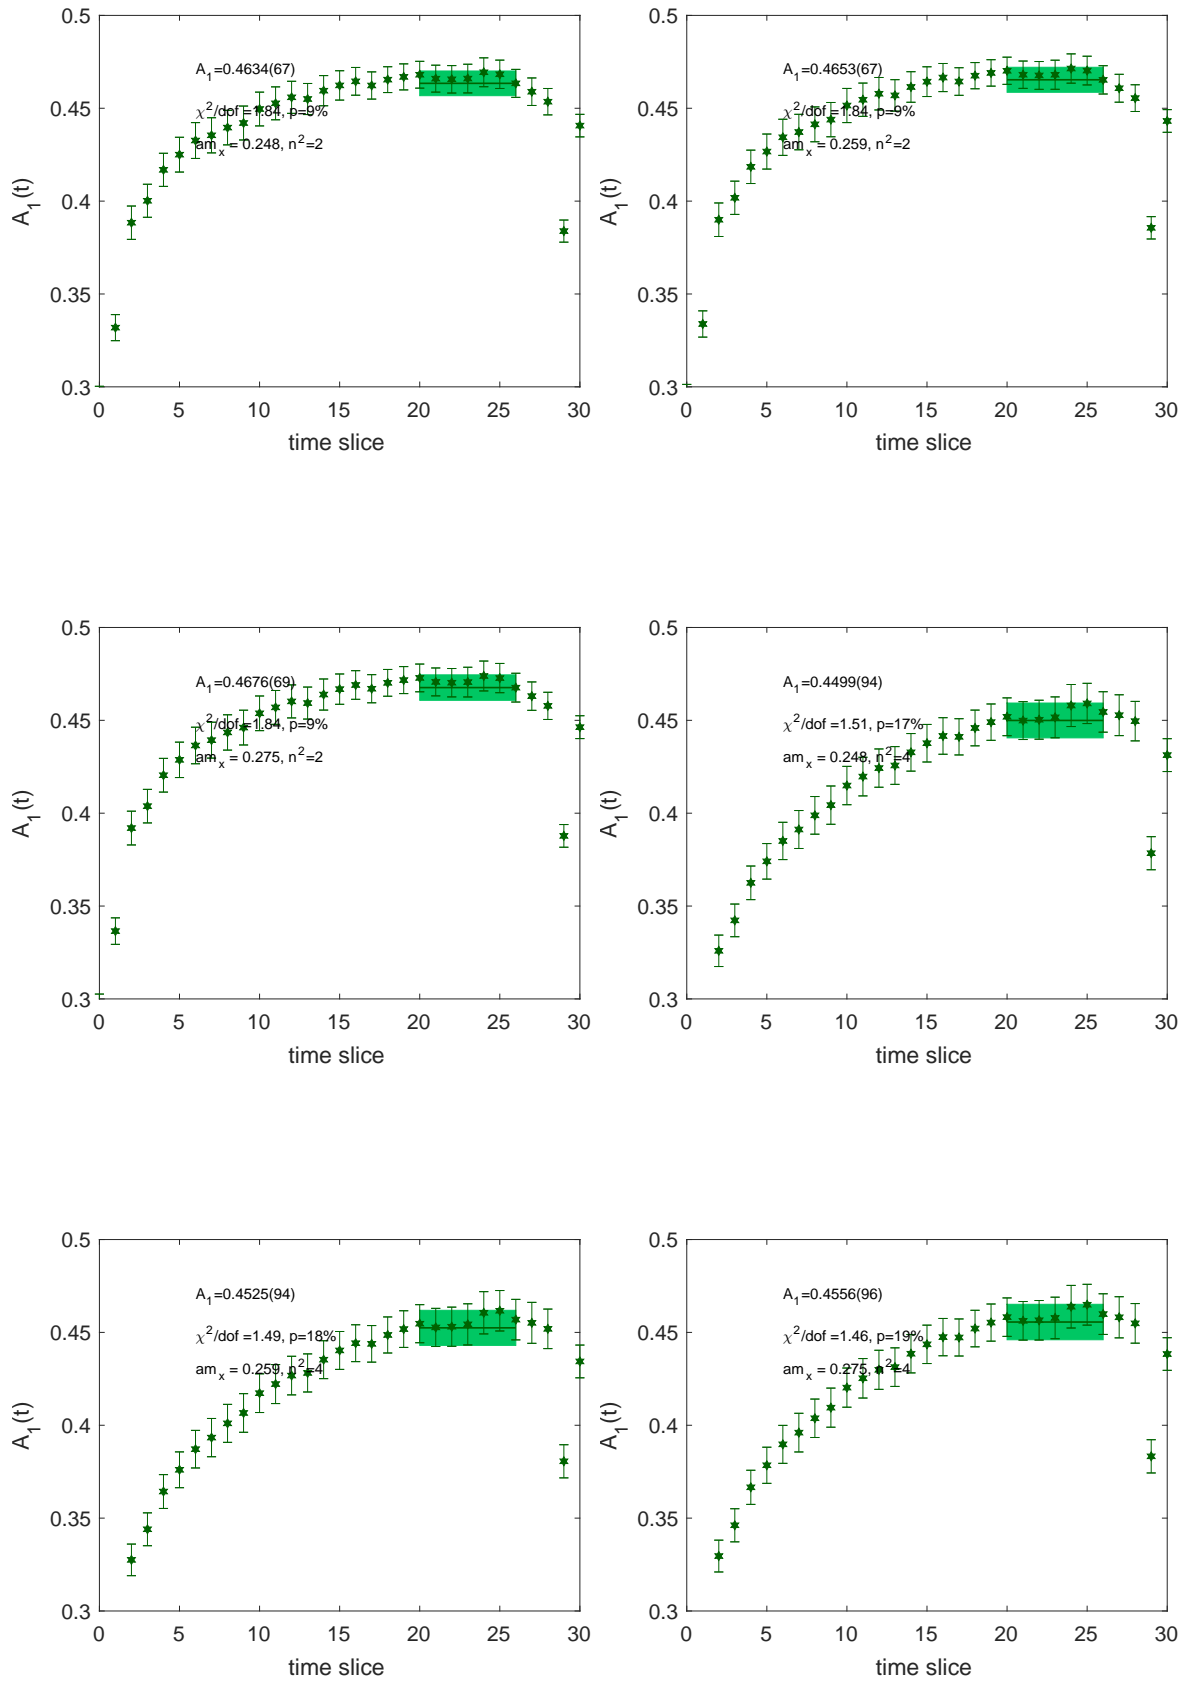 0.5
0.45
0.4
0.35
0.3
A₁(t)
A₁=0.4634(67)
χ²/dof =1.84, p=9%
amₓ = 0.248, n²=2
0 5 10 15 20 25 30
time slice
0.5
0.45
0.4
0.35
0.3
A₁(t)
A₁=0.4653(67)
χ²/dof =1.84, p=9%
amₓ = 0.259, n²=2
0 5 10 15 20 25 30
time slice
0.5
0.45
0.4
0.35
0.3
A₁(t)
A₁=0.4676(69)
χ²/dof =1.84, p=9%
amₓ = 0.275, n²=2
0 5 10 15 20 25 30
time slice
0.5
0.45
0.4
0.35
0.3
A₁(t)
A₁=0.4499(94)
χ²/dof =1.51, p=17%
amₓ = 0.248, n²=4
0 5 10 15 20 25 30
time slice
0.5
0.45
0.4
0.35
0.3
A₁(t)
A₁=0.4525(94)
χ²/dof =1.49, p=18%
amₓ = 0.259, n²=4
0 5 10 15 20 25 30
time slice
0.5
0.45
0.4
0.35
0.3
A₁(t)
A₁=0.4556(96)
χ²/dof =1.46, p=19%
amₓ = 0.275, n²=4
0 5 10 15 20 25 30
time slice